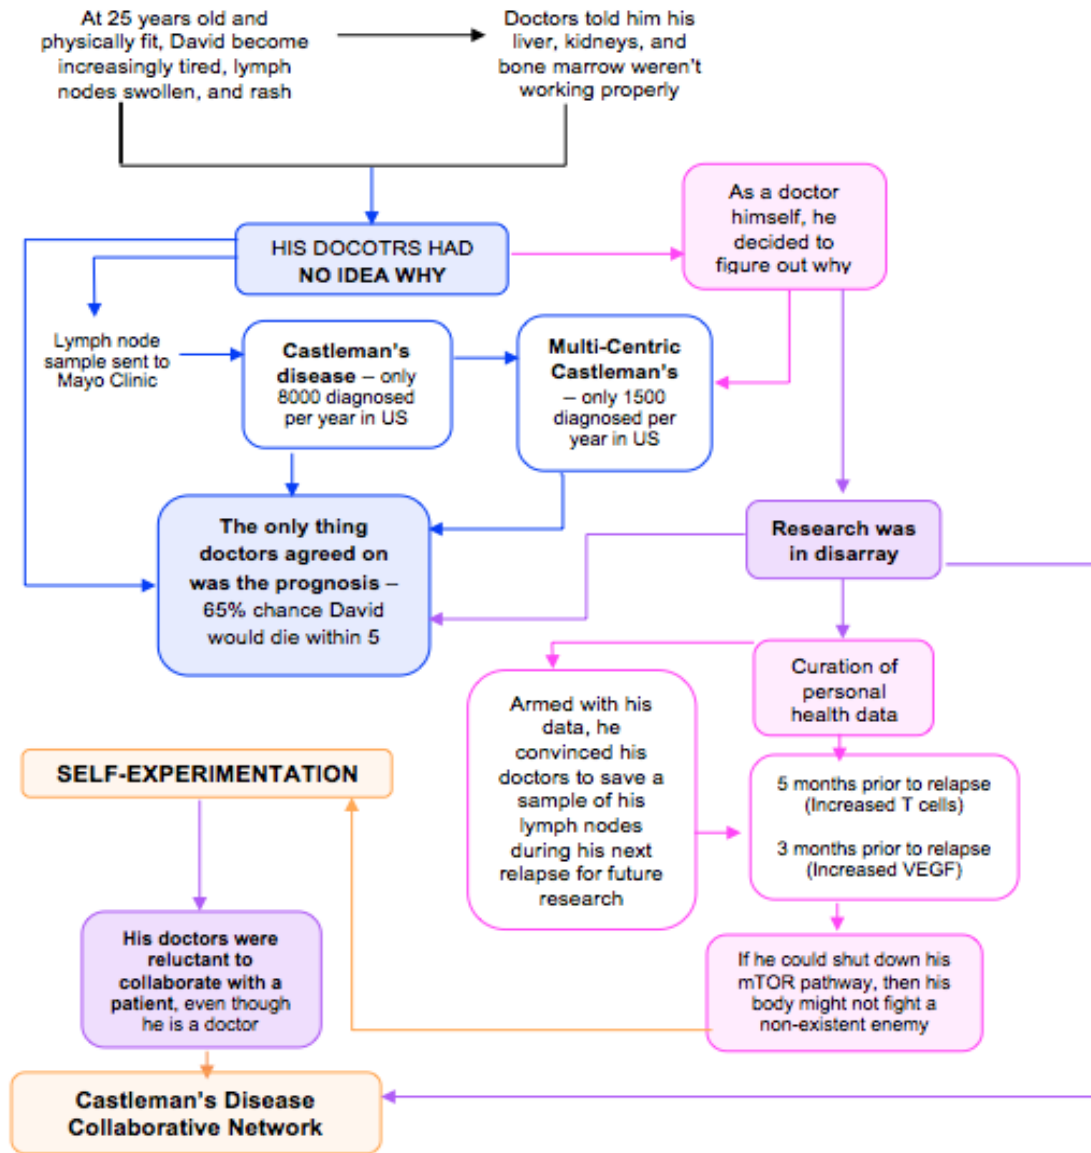 At 25 years old and
physically fit, David become
increasingly tired, lymph
nodes swollen, and rash
Doctors told him his
liver, kidneys, and
bone marrow weren't
working properly
As a doctor
himself, he
decided to
figure out why
HIS DOCOTRS HAD
NO IDEA WHY
Lymph node
sample sent to
Mayo Clinic
Castleman's
disease – only
8000 diagnosed
per year in US
Multi-Centric
Castleman's
– only 1500
diagnosed per
year in US
The only thing
doctors agreed on
was the prognosis –
65% chance David
would die within 5
Research was
in disarray
Curation of
personal
health data
Armed with his
data, he
convinced his
doctors to save a
sample of his
lymph nodes
during his next
relapse for future
research
5 months prior to relapse
(Increased T cells)
3 months prior to relapse
(Increased VEGF)
If he could shut down his
mTOR pathway, then his
body might not fight a
non-existent enemy
SELF-EXPERIMENTATION
His doctors were
reluctant to
collaborate with a
patient, even though
he is a doctor
Castleman's Disease
Collaborative Network